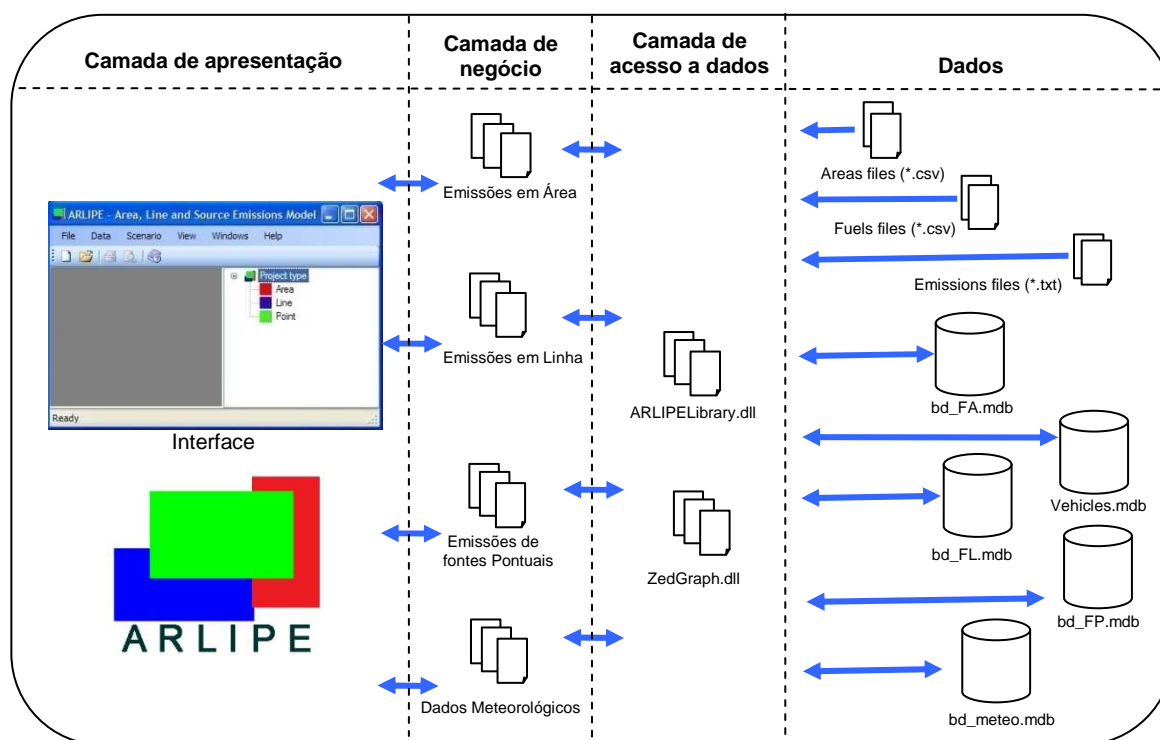 Camada de apresentação
Camada de
negócio
Camada de
acesso a dados
Dados
Emissões em Área
Areas files (*.csv)
Fuels files (*.csv)
Emissions files (*.txt)
ARLIPE - Area, Line and Source Emissions Model
File Data Scenario View Windows Help
Project type
Area
Line
Point
Ready
Interface
Emissões em Linha
ARLIPELibrary.dll
bd_FA.mdb
Vehicles.mdb
Emissões de
fontes Pontuais
ZedGraph.dll
bd_FL.mdb
bd_FP.mdb
ARLIPE
Dados Meteorológicos
bd_meteo.mdb